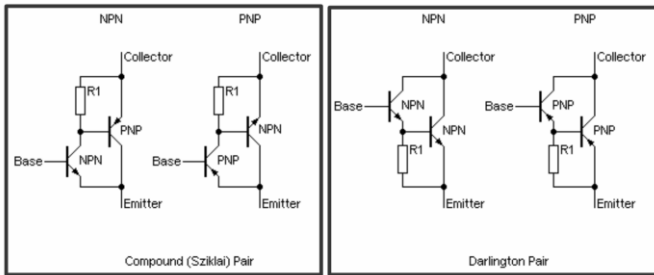 NPN PNP
Collector Collector
R1 R1
PNP NPN
Base NPN Base PNP
Emitter Emitter
Compound (Sziklai) Pair
NPN PNP
Collector Collector
Base NPN Base PNP
NPN PNP
R1 R1
Emitter Emitter
Darlington Pair